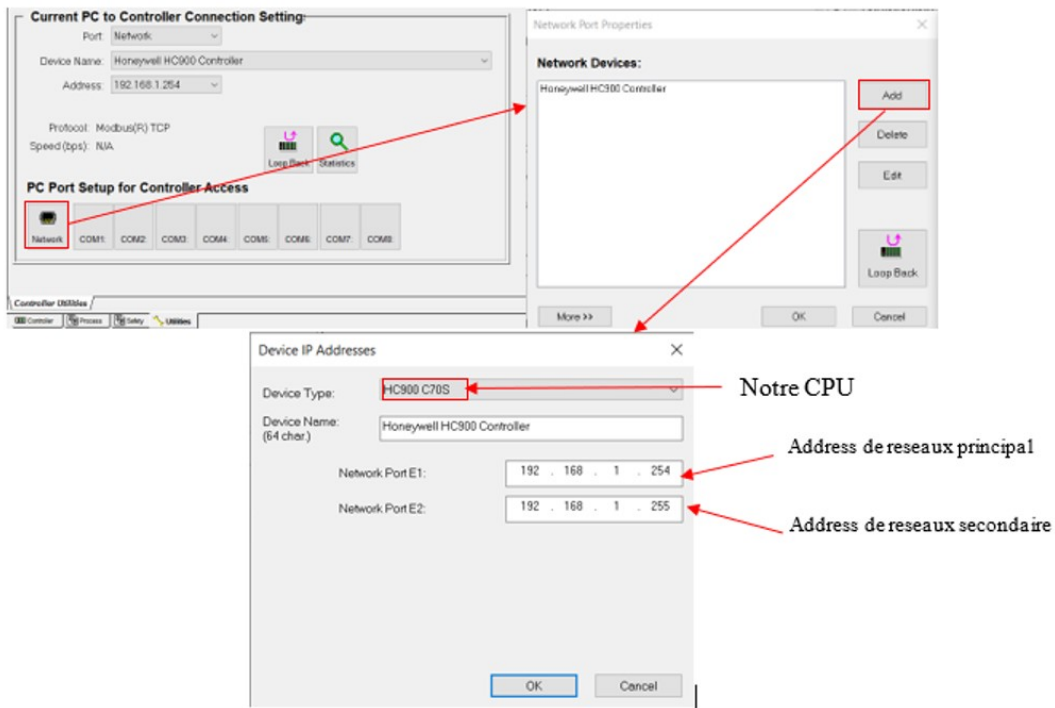 Current PC to Controller Connection Setting:
Port: Network
Device Name: Honeywell HC900 Controller
Address: 192.168.1.254
Protocol: Modbus(R) TCP
Speed (bps): N/A
Loop Back Statistics
PC Port Setup for Controller Access
Network COM1: COM2: COM3: COM4: COM5: COM6: COM7: COM8:
Controller Utilities
Controller Process Safety Utilities
Network Port Properties
Network Devices:
Honeywell HC900 Controller
Add
Delete
Edit
Loop Back
More >> OK Cancel
Device IP Addresses
Device Type: HC900 C70S
Device Name: Honeywell HC900 Controller
(64 char.)
Network Port E1: 192 . 168 . 1 . 254
Network Port E2: 192 . 168 . 1 . 255
OK Cancel
Notre CPU
Address de reseaux principal
Address de reseaux secondaire